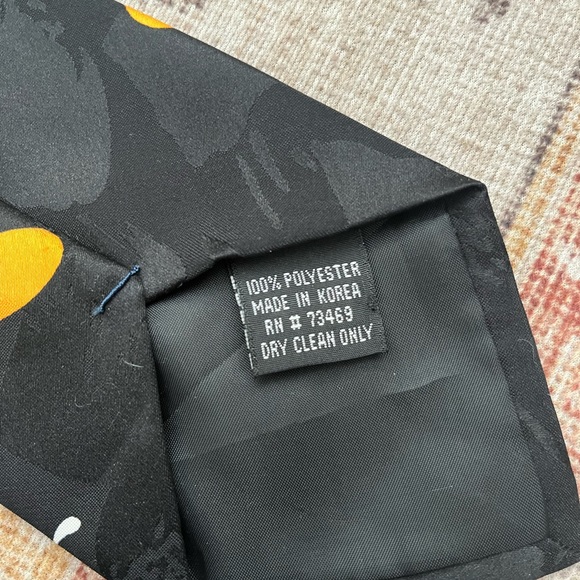 100% POLYESTER
MADE IN KOREA
RN # 73469
DRY CLEAN ONLY